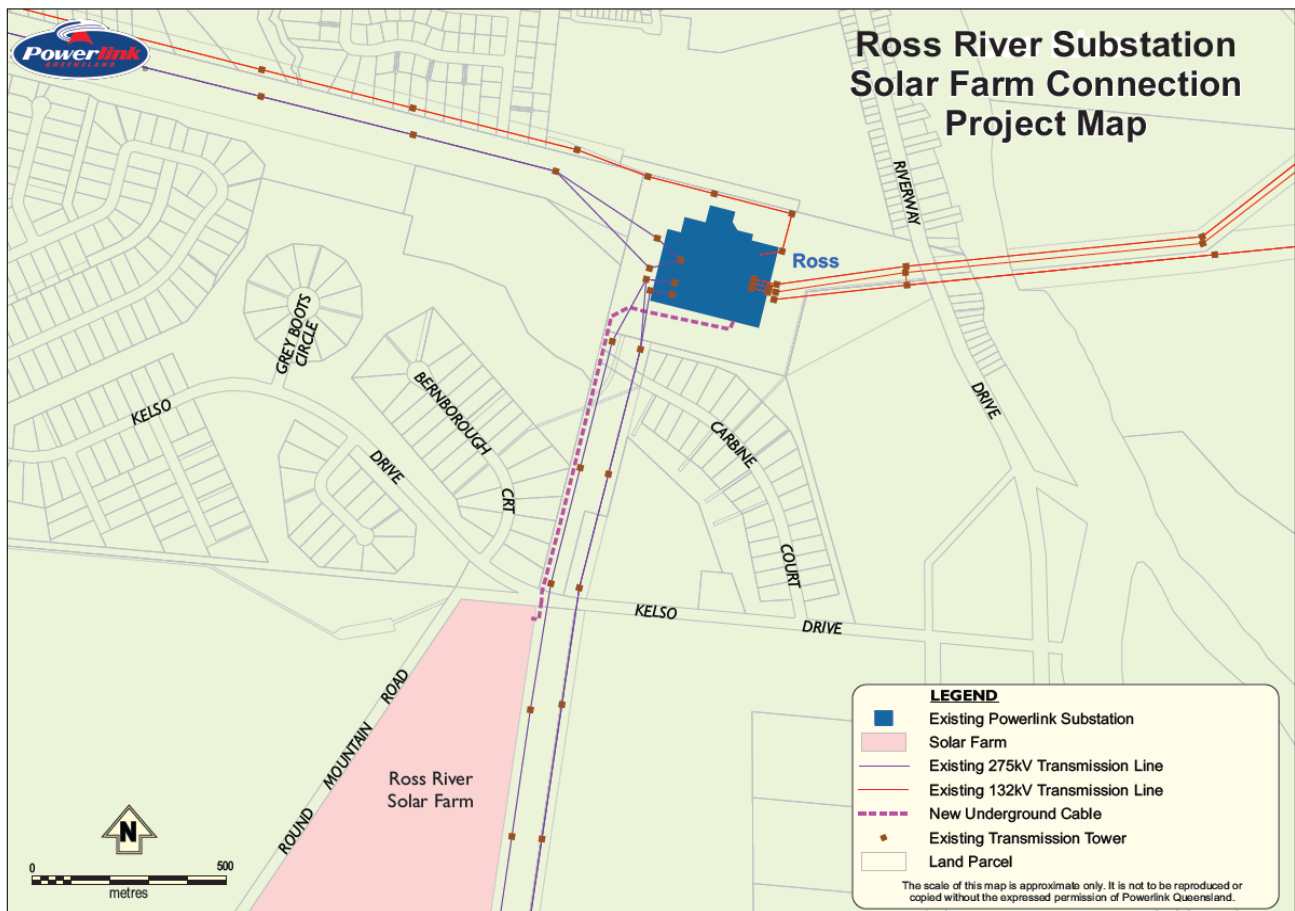 Powerlink
QUEENSLAND
Ross River Substation
Solar Farm Connection
Project Map
RIVERWAY
Ross
GREY BOOTS
CIRCLE
KELSO
BERNBOROUGH
DRIVE
CARBINE
DRIVE
CRT
COURT
KELSO
DRIVE
ROUND MOUNTAIN ROAD
Ross River
Solar Farm
N
0 500
metres
LEGEND
Existing Powerlink Substation
Solar Farm
Existing 275kV Transmission Line
Existing 132kV Transmission Line
New Underground Cable
Existing Transmission Tower
Land Parcel
The scale of this map is approximate only. It is not to be reproduced or
copied without the expressed permission of Powerlink Queensland.